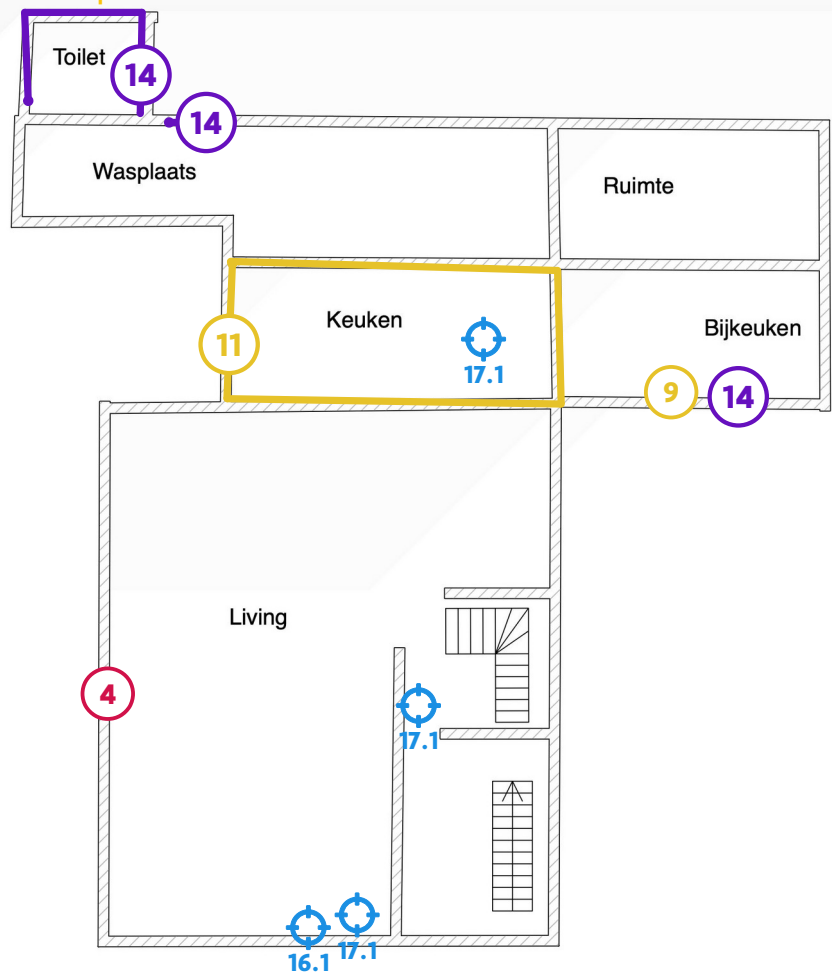 Toilet
14
14
Wasplaats
Ruimte
Keuken
Bijkeuken
11
17.1
9
14
Living
4
17.1
16.1
17.1